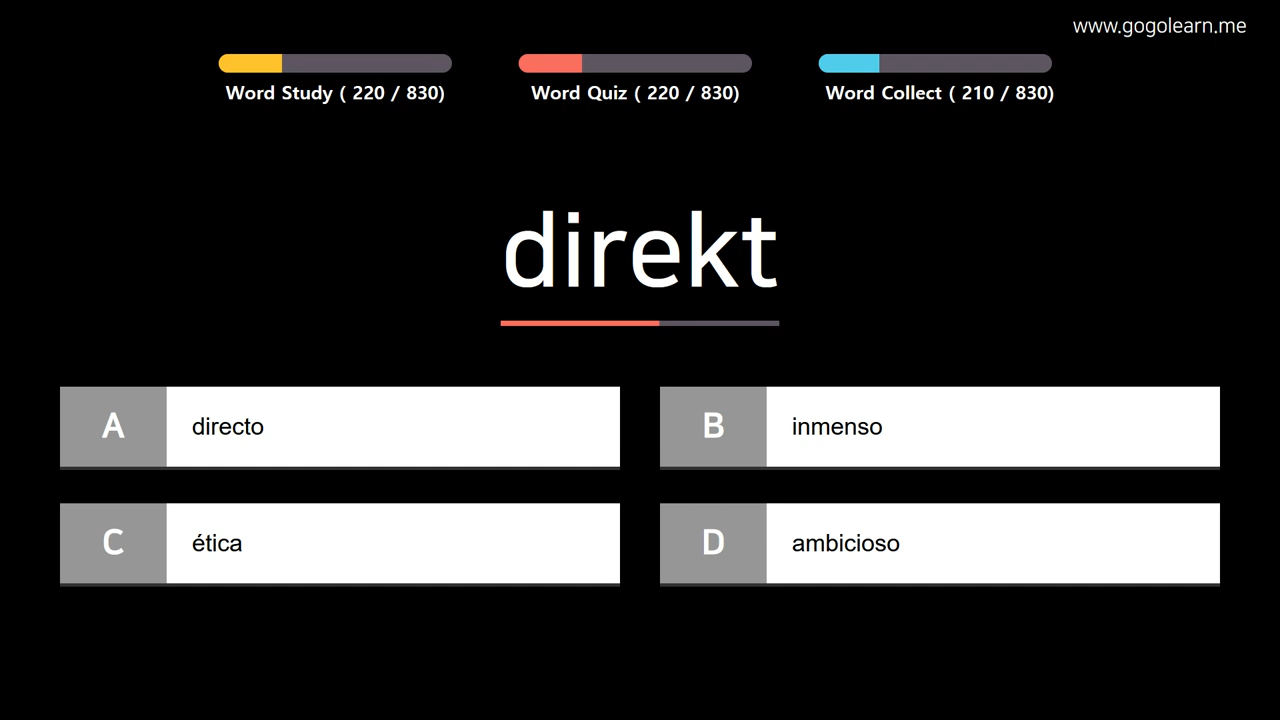 www.gogolearn.me
Word Study ( 220 / 830)
Word Quiz ( 220 / 830)
Word Collect ( 210 / 830)
direkt
A
directo
B
inmenso
C
ética
D
ambicioso